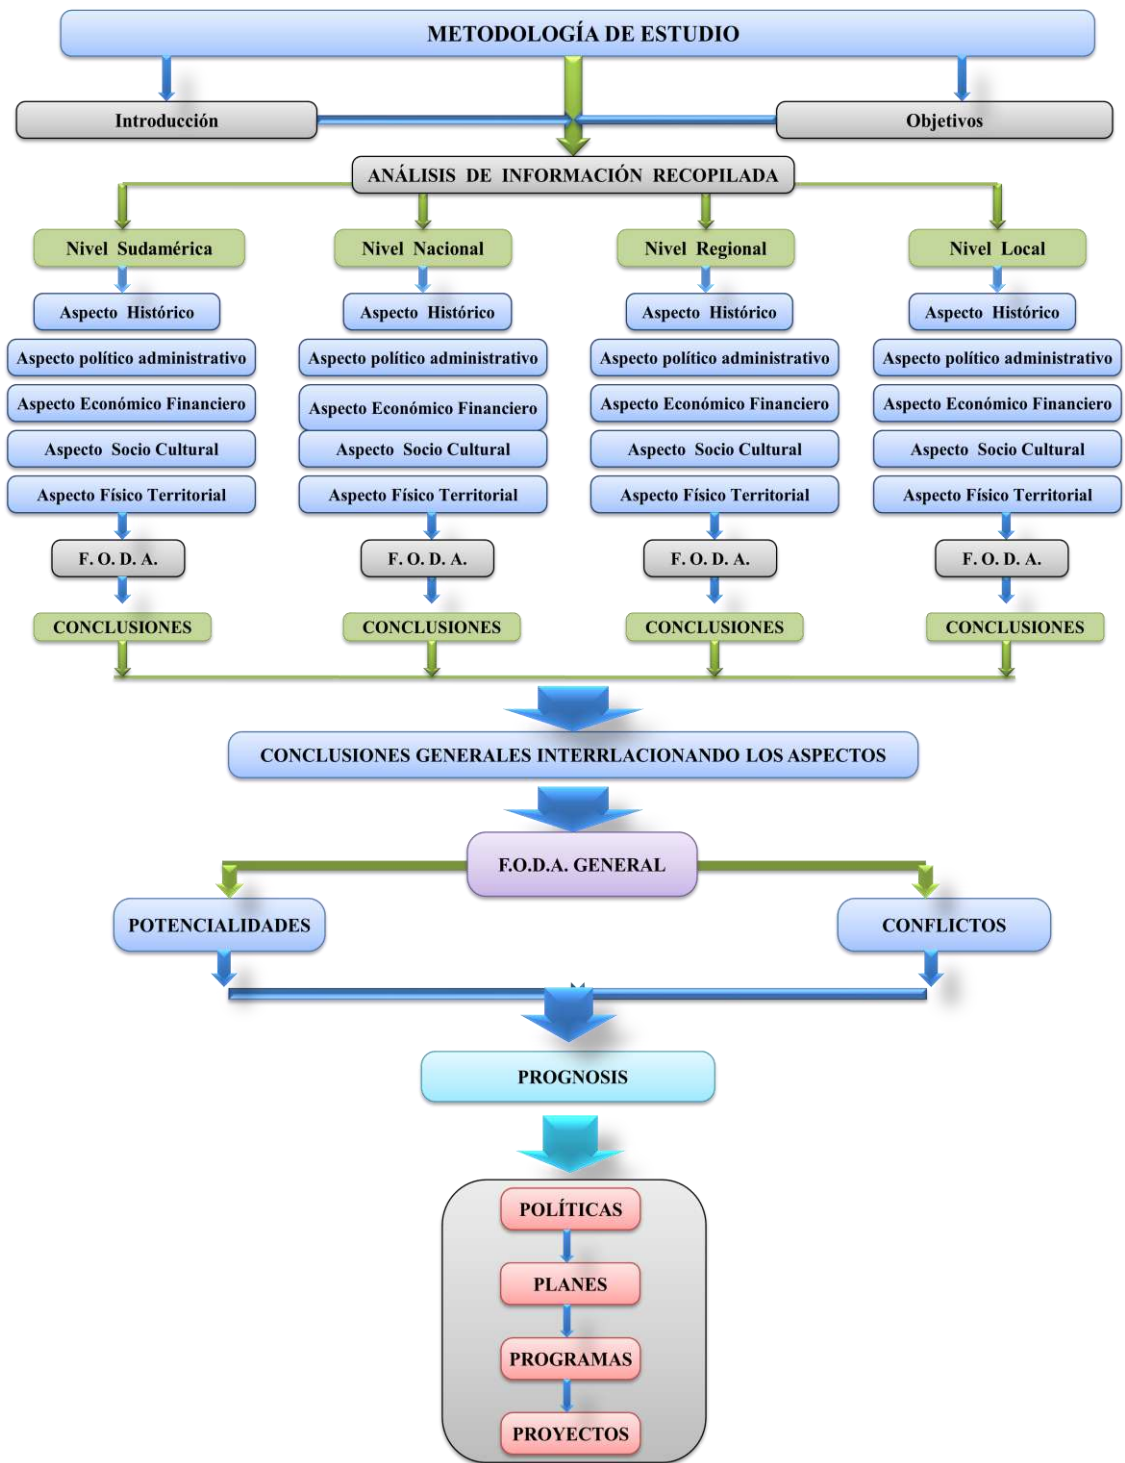 METODOLOGÍA DE ESTUDIO
Introducción
Objetivos
ANÁLISIS DE INFORMACIÓN RECOPILADA
Nivel Sudamérica
Nivel Nacional
Nivel Regional
Nivel Local
Aspecto Histórico
Aspecto Histórico
Aspecto Histórico
Aspecto Histórico
Aspecto político administrativo
Aspecto político administrativo
Aspecto político administrativo
Aspecto político administrativo
Aspecto Económico Financiero
Aspecto Económico Financiero
Aspecto Económico Financiero
Aspecto Económico Financiero
Aspecto Socio Cultural
Aspecto Socio Cultural
Aspecto Socio Cultural
Aspecto Socio Cultural
Aspecto Físico Territorial
Aspecto Físico Territorial
Aspecto Físico Territorial
Aspecto Físico Territorial
F. O. D. A.
F. O. D. A.
F. O. D. A.
F. O. D. A.
CONCLUSIONES
CONCLUSIONES
CONCLUSIONES
CONCLUSIONES
CONCLUSIONES GENERALES INTERRLACIONANDO LOS ASPECTOS
F.O.D.A. GENERAL
POTENCIALIDADES
CONFLICTOS
PROGNOSIS
POLÍTICAS
PLANES
PROGRAMAS
PROYECTOS